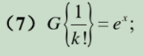 (7) G{1/k!} = e^x;